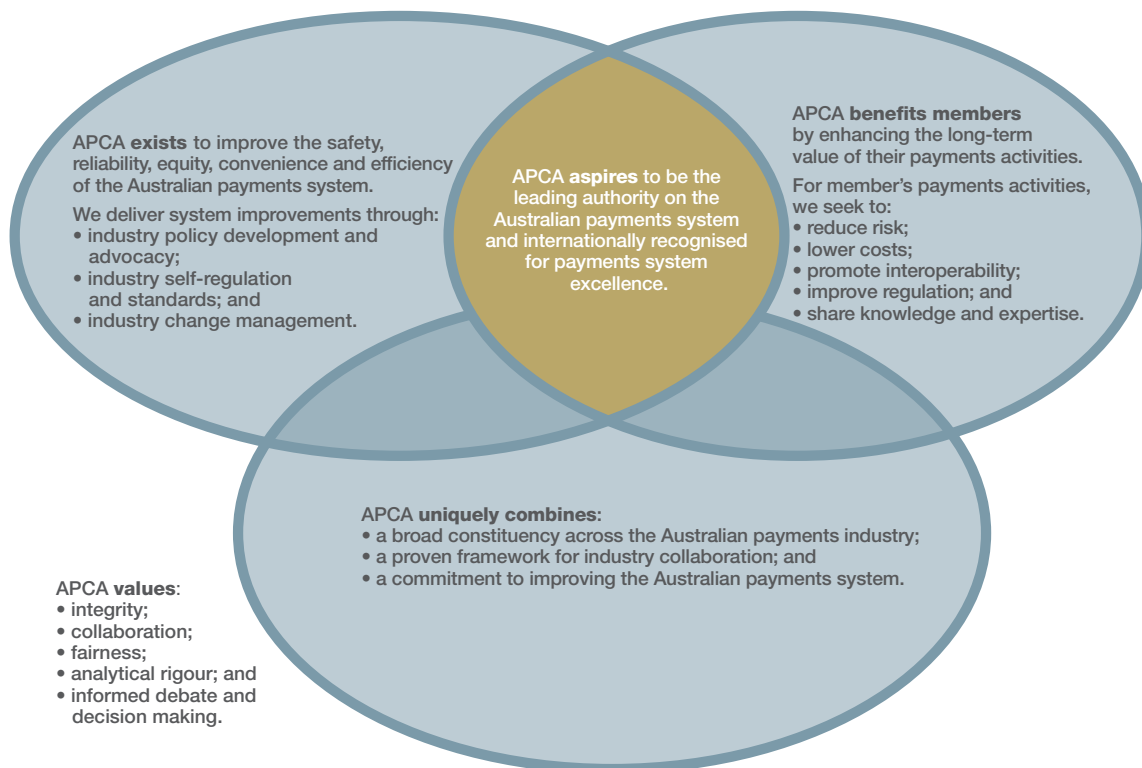 APCA exists to improve the safety,
reliability, equity, convenience and efficiency
of the Australian payments system.
We deliver system improvements through:
• industry policy development and
advocacy;
• industry self-regulation
and standards; and
• industry change management.
APCA aspires to be the
leading authority on the
Australian payments system
and internationally recognised
for payments system
excellence.
APCA benefits members
by enhancing the long-term
value of their payments activities.
For member's payments activities,
we seek to:
• reduce risk;
• lower costs;
• promote interoperability;
• improve regulation; and
• share knowledge and expertise.
APCA uniquely combines:
• a broad constituency across the Australian payments industry;
• a proven framework for industry collaboration; and
• a commitment to improving the Australian payments system.
APCA values:
• integrity;
• collaboration;
• fairness;
• analytical rigour; and
• informed debate and
decision making.